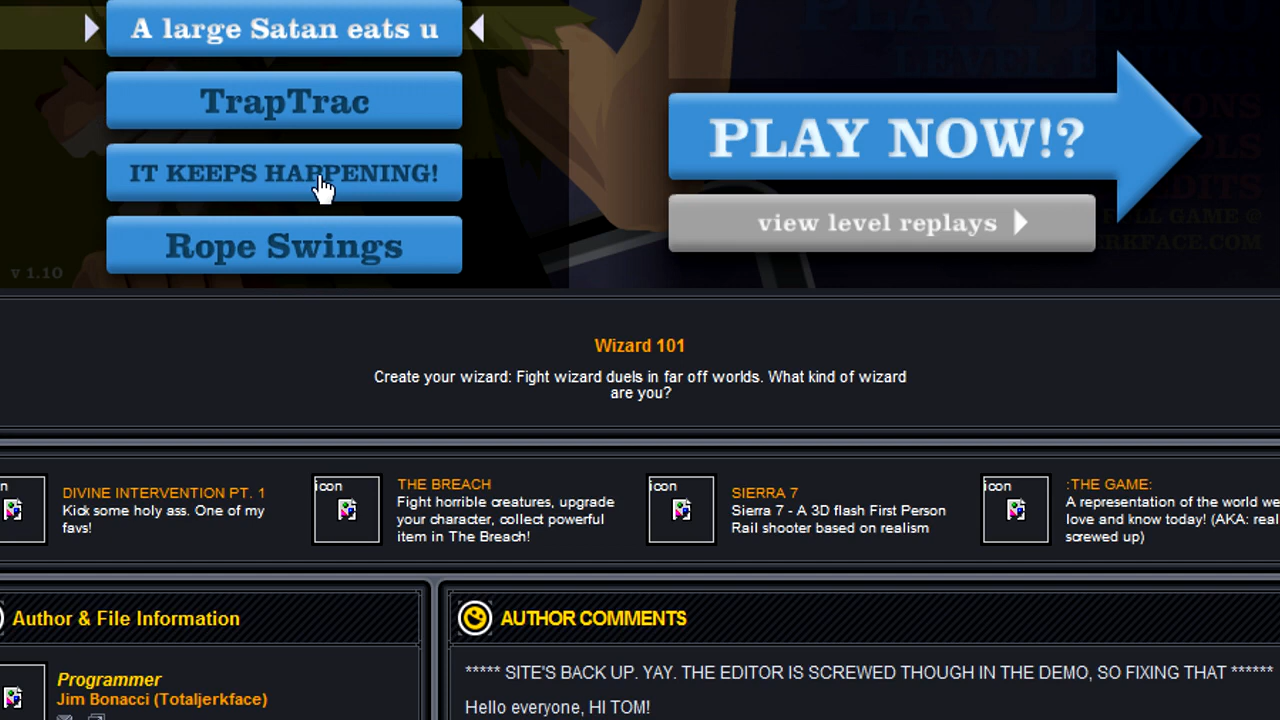 A large Satan eats u
TrapTrac
IT KEEPS HAPPENING!
Rope Swings
v 1.10
PLAY DEMO
PLAY NOW!?
view level replays
Wizard 101
Create your wizard: Fight wizard duels in far off worlds. What kind of wizard
are you?
DIVINE INTERVENTION PT. 1
Kick some holy ass. One of my
favs!
icon
THE BREACH
Fight horrible creatures, upgrade
your character, collect powerful
item in The Breach!
icon
SIERRA 7
Sierra 7 - A 3D flash First Person
Rail shooter based on realism
icon
:THE GAME:
A representation of the world we
love and know today! (AKA: real
screwed up)
Author & File Information
Programmer
Jim Bonacci (Totaljerkface)
AUTHOR COMMENTS
***** SITE'S BACK UP. YAY. THE EDITOR IS SCREWED THOUGH IN THE DEMO, SO FIXING THAT ******
Hello everyone, HI TOM!